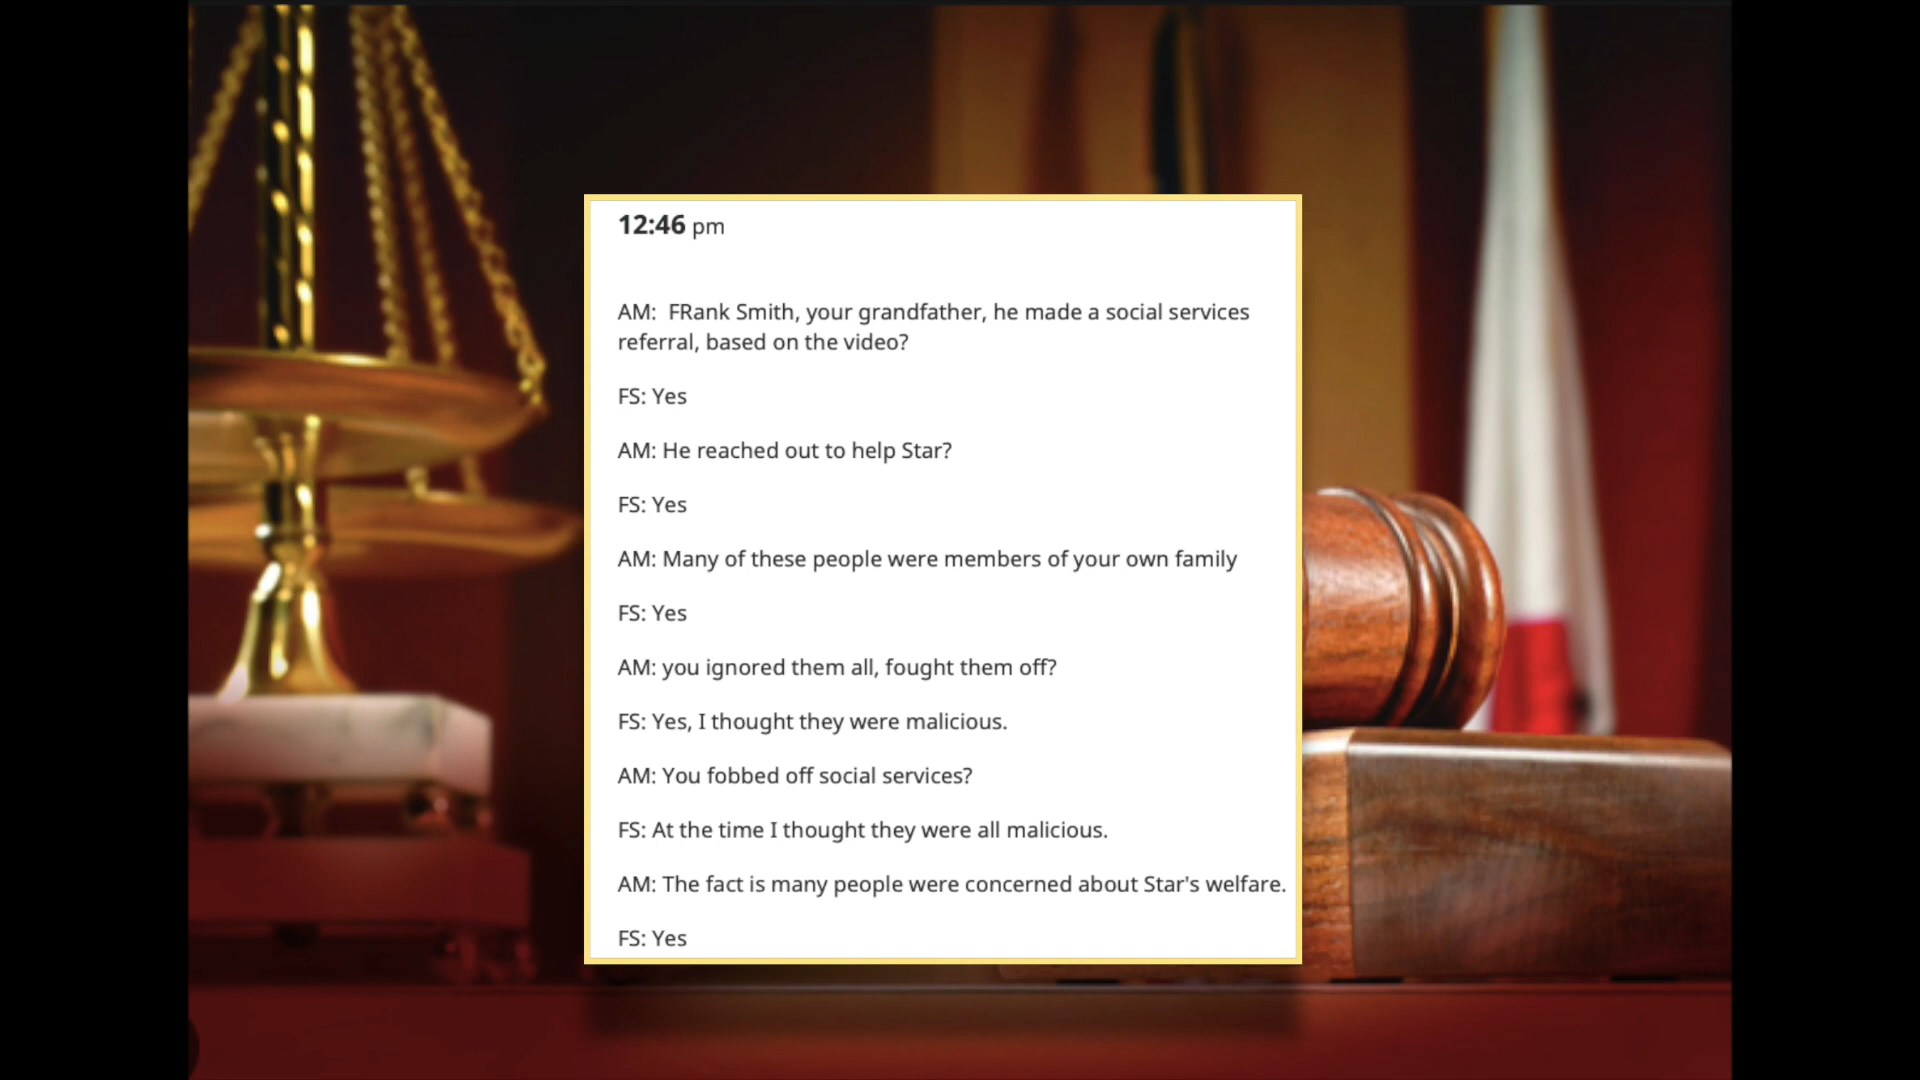 12:46 pm
AM:  FRank Smith, your grandfather, he made a social services
referral, based on the video?
FS: Yes
AM: He reached out to help Star?
FS: Yes
AM: Many of these people were members of your own family
FS: Yes
AM: you ignored them all, fought them off?
FS: Yes, I thought they were malicious.
AM: You fobbed off social services?
FS: At the time I thought they were all malicious.
AM: The fact is many people were concerned about Star's welfare.
FS: Yes